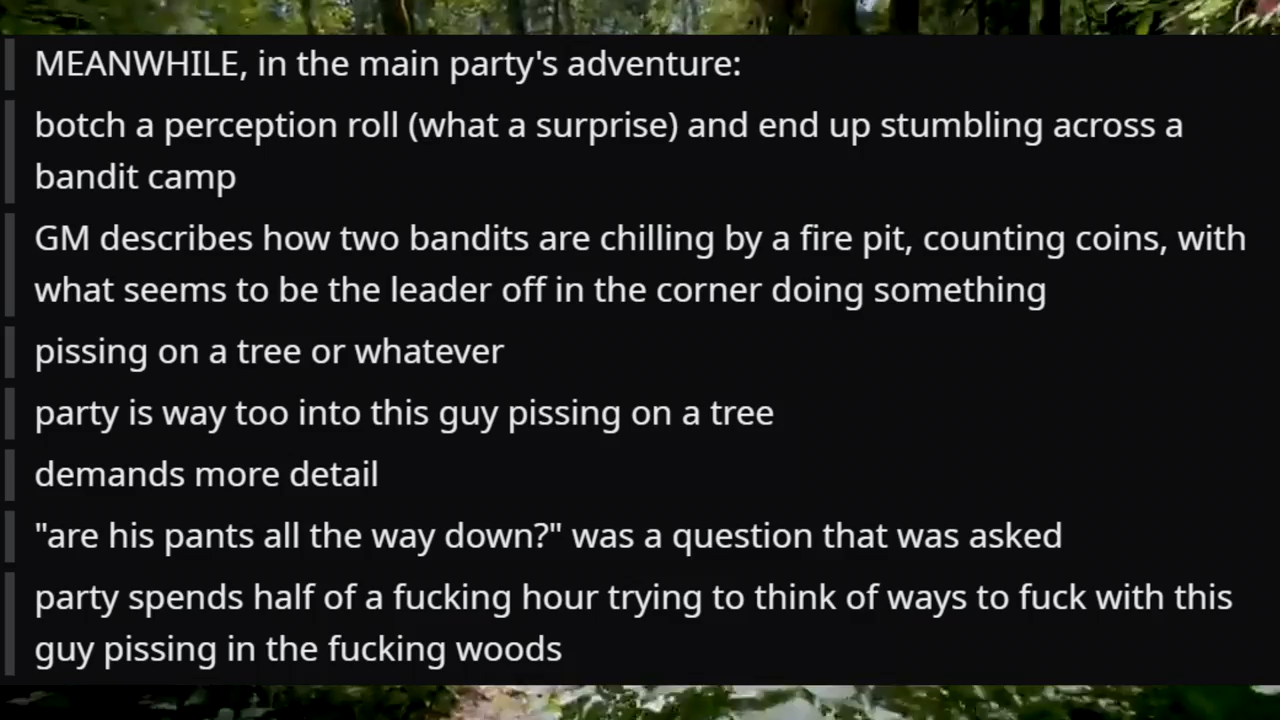 MEANWHILE, in the main party's adventure:
botch a perception roll (what a surprise) and end up stumbling across a
bandit camp
GM describes how two bandits are chilling by a fire pit, counting coins, with
what seems to be the leader off in the corner doing something
pissing on a tree or whatever
party is way too into this guy pissing on a tree
demands more detail
"are his pants all the way down?" was a question that was asked
party spends half of a fucking hour trying to think of ways to fuck with this
guy pissing in the fucking woods